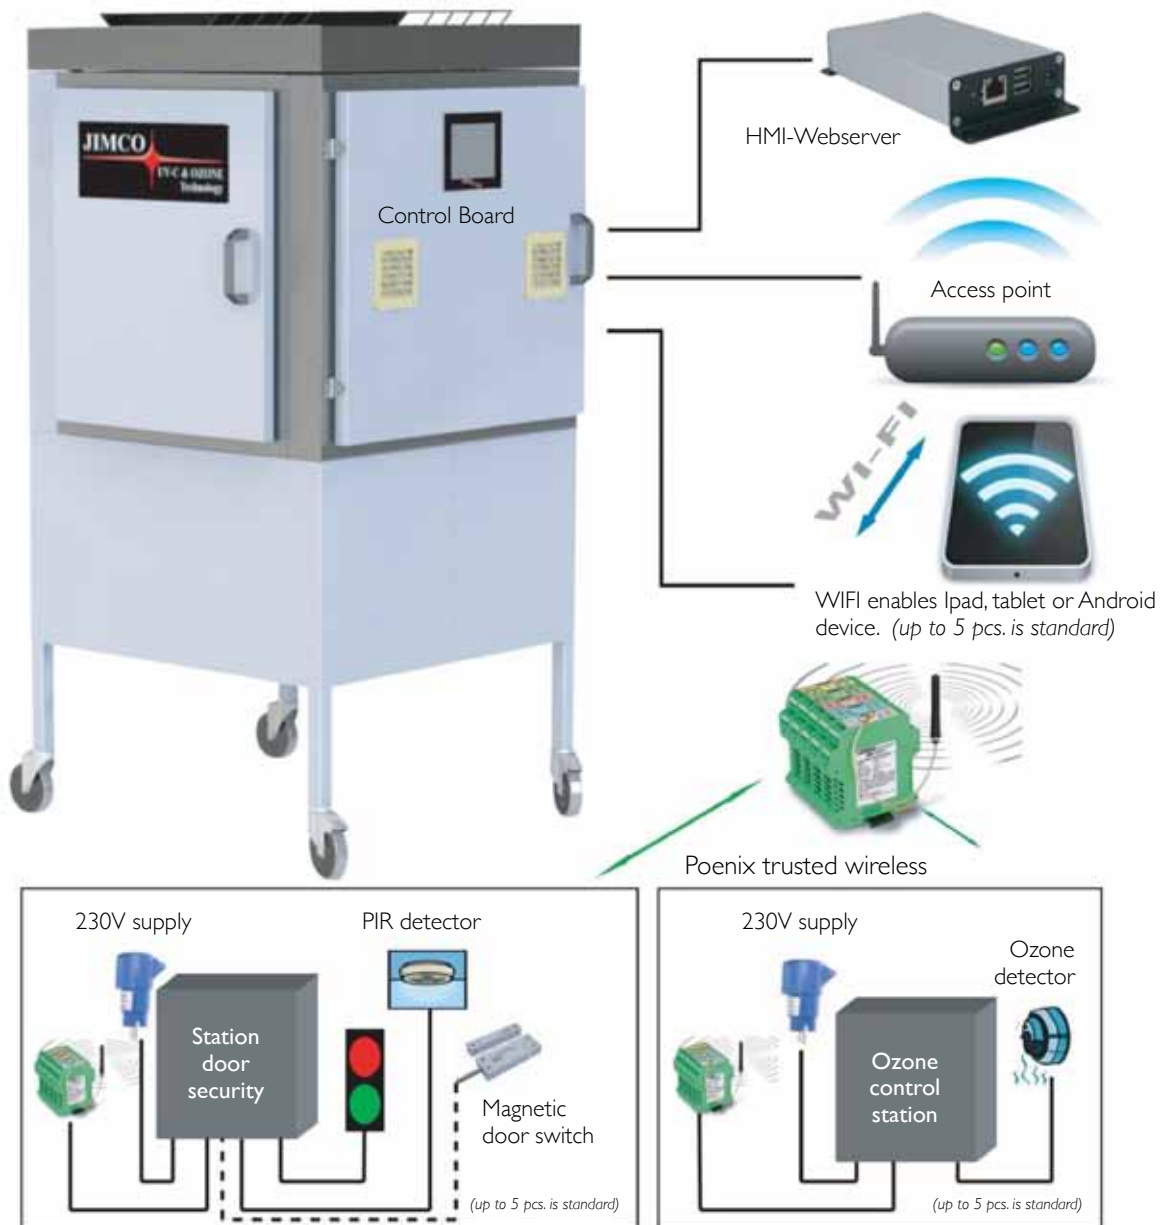 JIMCO
UV-C & OZONE
Technology
Control Board
HMI-Webserver
Access point
WI-FI
WIFI enables Ipad, tablet or Android
device. (up to 5 pcs. is standard)
Poenix trusted wireless
230V supply
PIR detector
Station
door
security
Magnetic
door switch
(up to 5 pcs. is standard)
230V supply
Ozone
detector
Ozone
control
station
(up to 5 pcs. is standard)